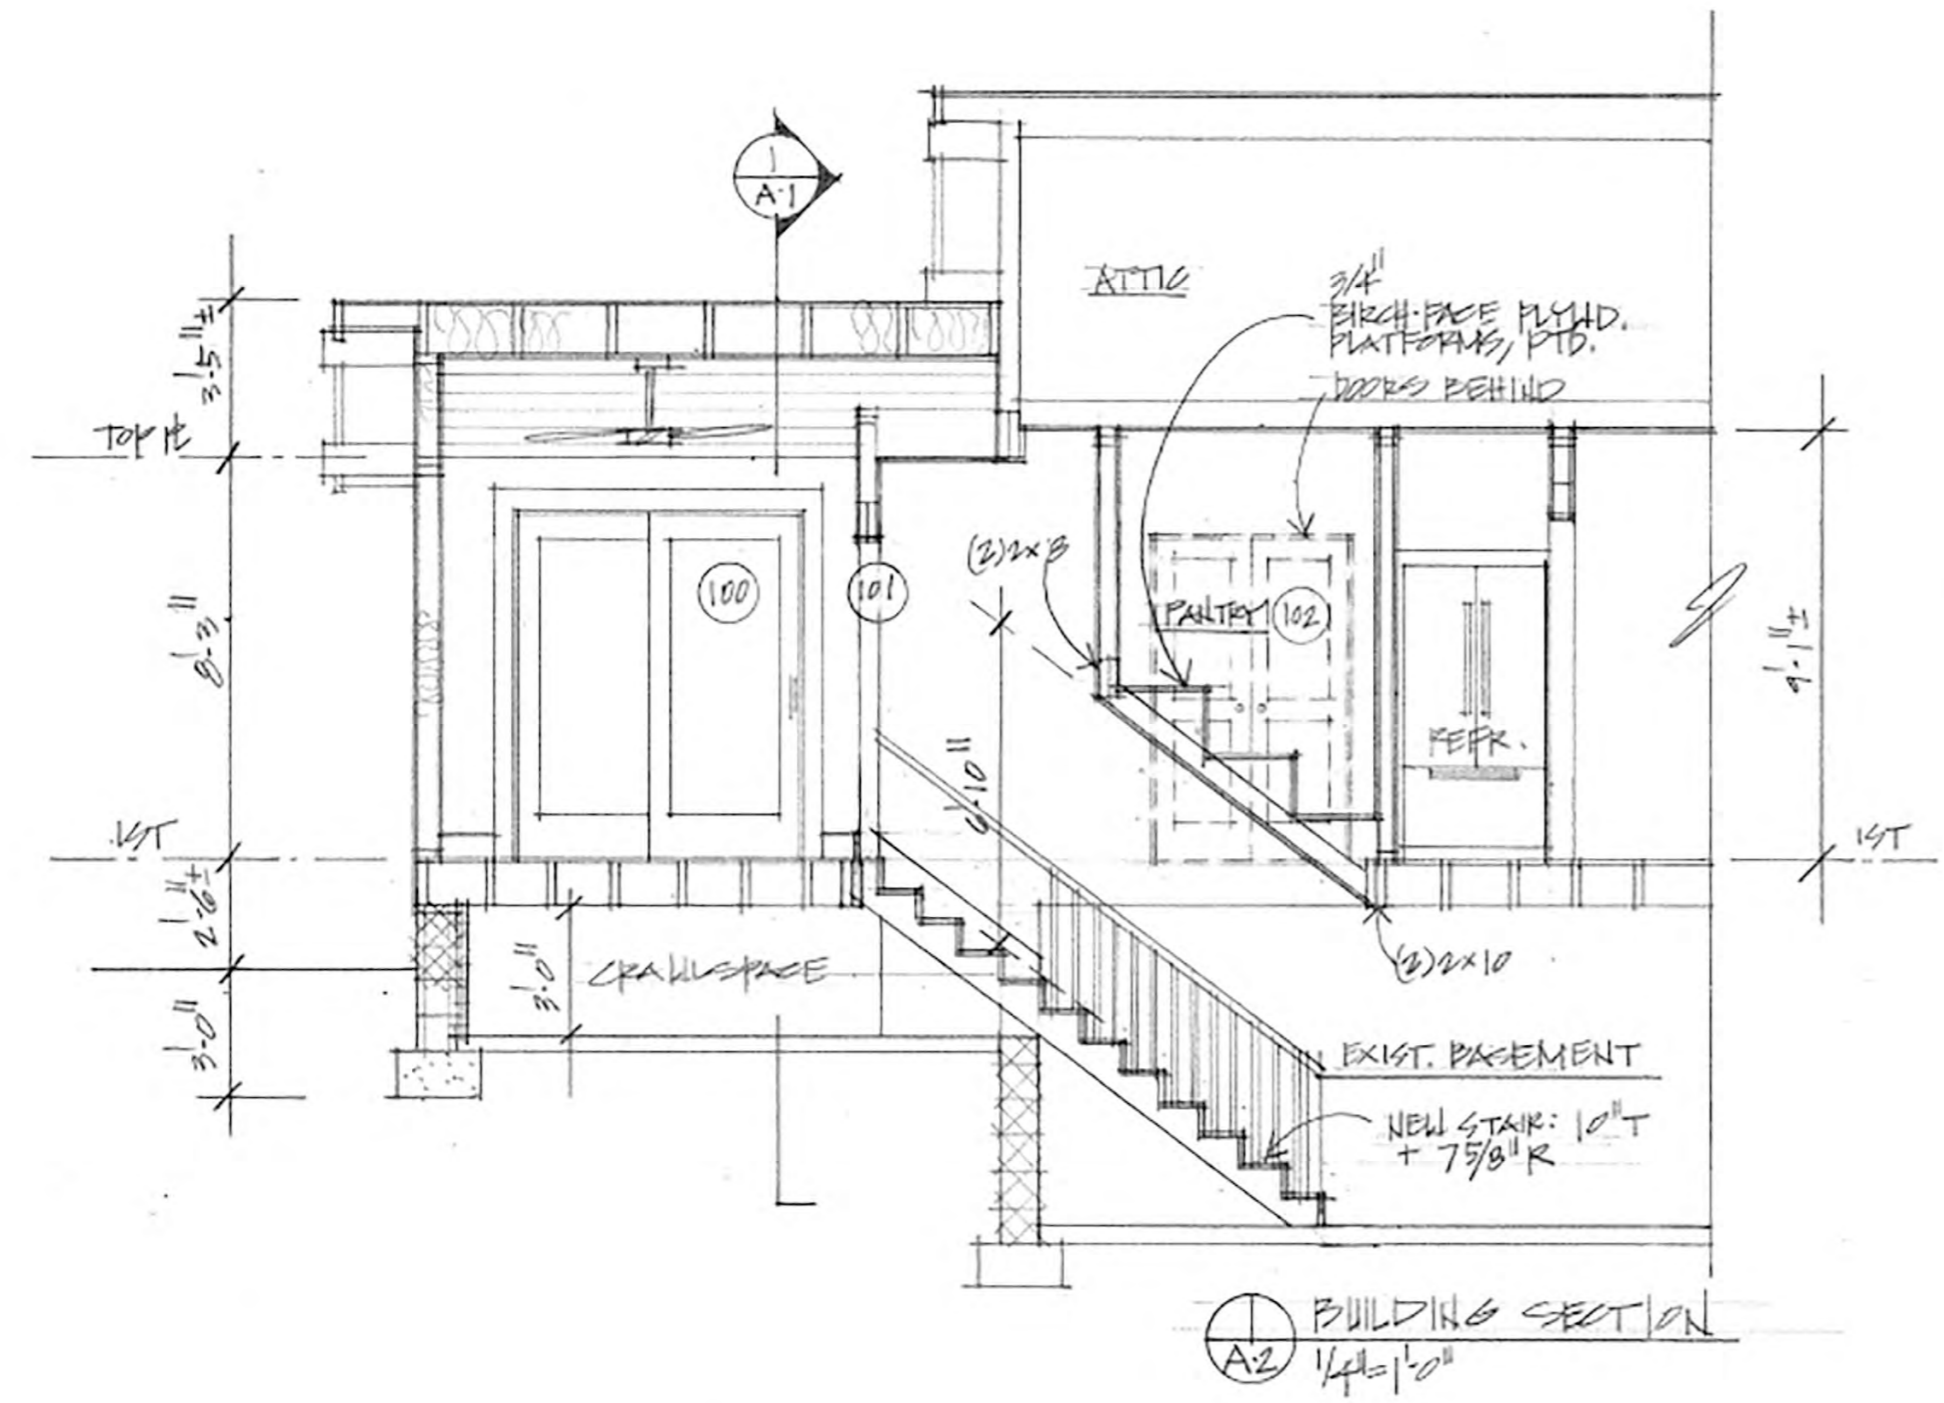 1
A·1
ATTIC
3/4"
BIRCH-FACE PLYWD.
PLATFORMS, PTD.
DOORS BEHIND
3'-5"±
TOP PL
(2)2x8
100
101
PANTRY
102
8'-3"
9'-1"±
REFR.
6'-10"
1ST
1ST
2'-6"±
3'-0"
CRAWLSPACE
(2)2x10
3'-0"
EXIST. BASEMENT
NEW STAIR: 10"T
+ 7 5/8" R
1
A·2
BUILDING SECTION
1/4"=1'-0"